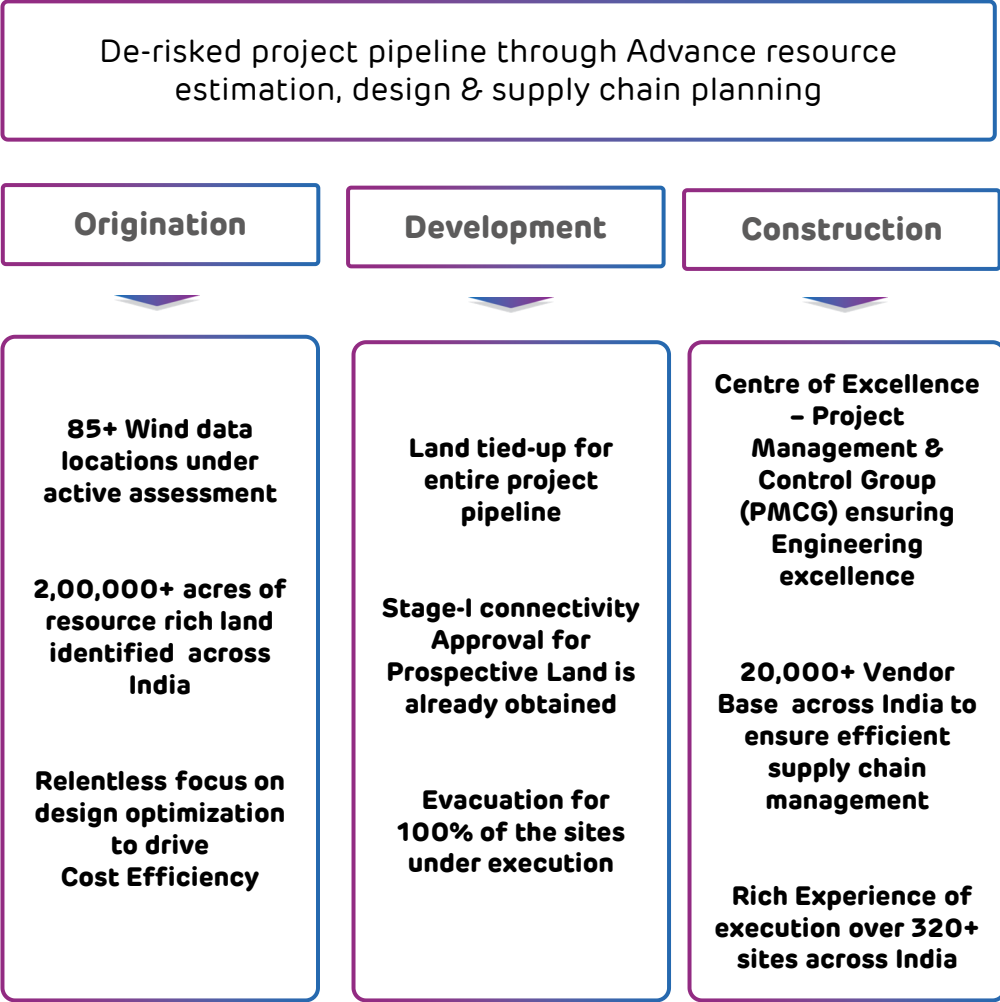 De-risked project pipeline through Advance resource
estimation, design & supply chain planning
Origination
85+ Wind data
locations under
active assessment
2,00,000+ acres of
resource rich land
identified across
India
Relentless focus on
design optimization
to drive
Cost Efficiency
Development
Land tied-up for
entire project
pipeline
Stage-I connectivity
Approval for
Prospective Land is
already obtained
Evacuation for
100% of the sites
under execution
Construction
Centre of Excellence
– Project
Management &
Control Group
(PMCG) ensuring
Engineering
excellence
20,000+ Vendor
Base across India to
ensure efficient
supply chain
management
Rich Experience of
execution over 320+
sites across India